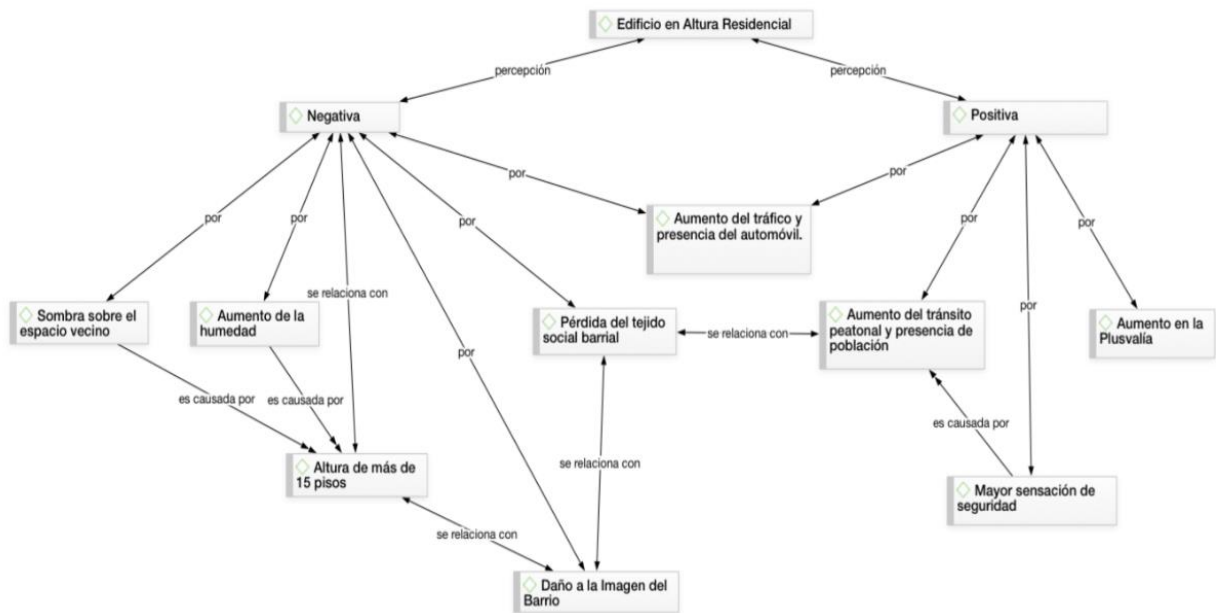 Edificio en Altura Residencial
percepción
percepción
Negativa
Positiva
por
por
Aumento del tráfico y
presencia del automóvil.
por
por
por
por
por
se relaciona con
por
Sombra sobre el
espacio vecino
Aumento de la
humedad
Pérdida del tejido
social barrial
se relaciona con
Aumento del tránsito
peatonal y presencia de
población
Aumento en la
Plusvalía
por
es causada por
es causada por
es causada por
Altura de más de
15 pisos
se relaciona con
Mayor sensación de
seguridad
se relaciona con
Daño a la Imagen del
Barrio